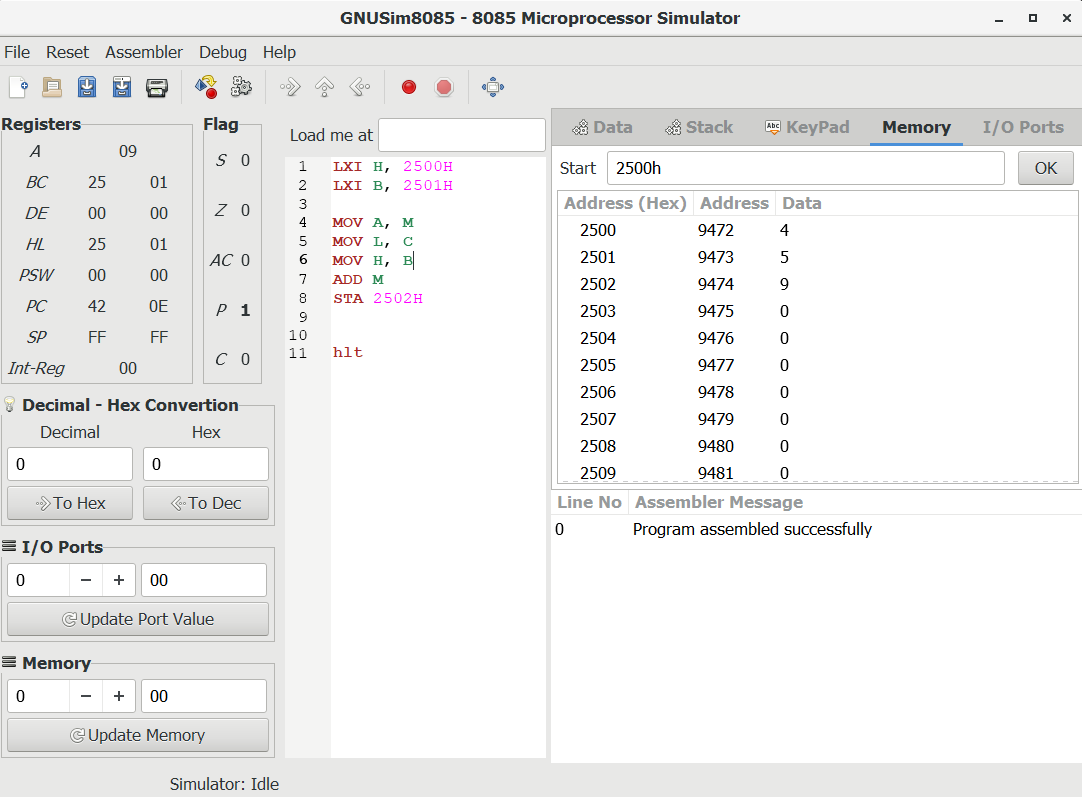 GNUSim8085 - 8085 Microprocessor Simulator
File Reset Assembler Debug Help
Registers
A 09
BC 25 01
DE 00 00
HL 25 01
PSW 00 00
PC 42 0E
SP FF FF
Int-Reg 00
Flag
S 0
Z 0
AC 0
P 1
C 0
Decimal - Hex Convertion
Decimal Hex
0 0
To Hex To Dec
I/O Ports
0 − + 00
Update Port Value
Memory
0 − + 00
Update Memory
Load me at
1 LXI H, 2500H
2 LXI B, 2501H
3
4 MOV A, M
5 MOV L, C
6 MOV H, B
7 ADD M
8 STA 2502H
9
10
11 hlt
Data Stack Abc KeyPad Memory I/O Ports
Start 2500h OK
Address (Hex) Address Data
2500 9472 4
2501 9473 5
2502 9474 9
2503 9475 0
2504 9476 0
2505 9477 0
2506 9478 0
2507 9479 0
2508 9480 0
2509 9481 0
Line No Assembler Message
0 Program assembled successfully
Simulator: Idle